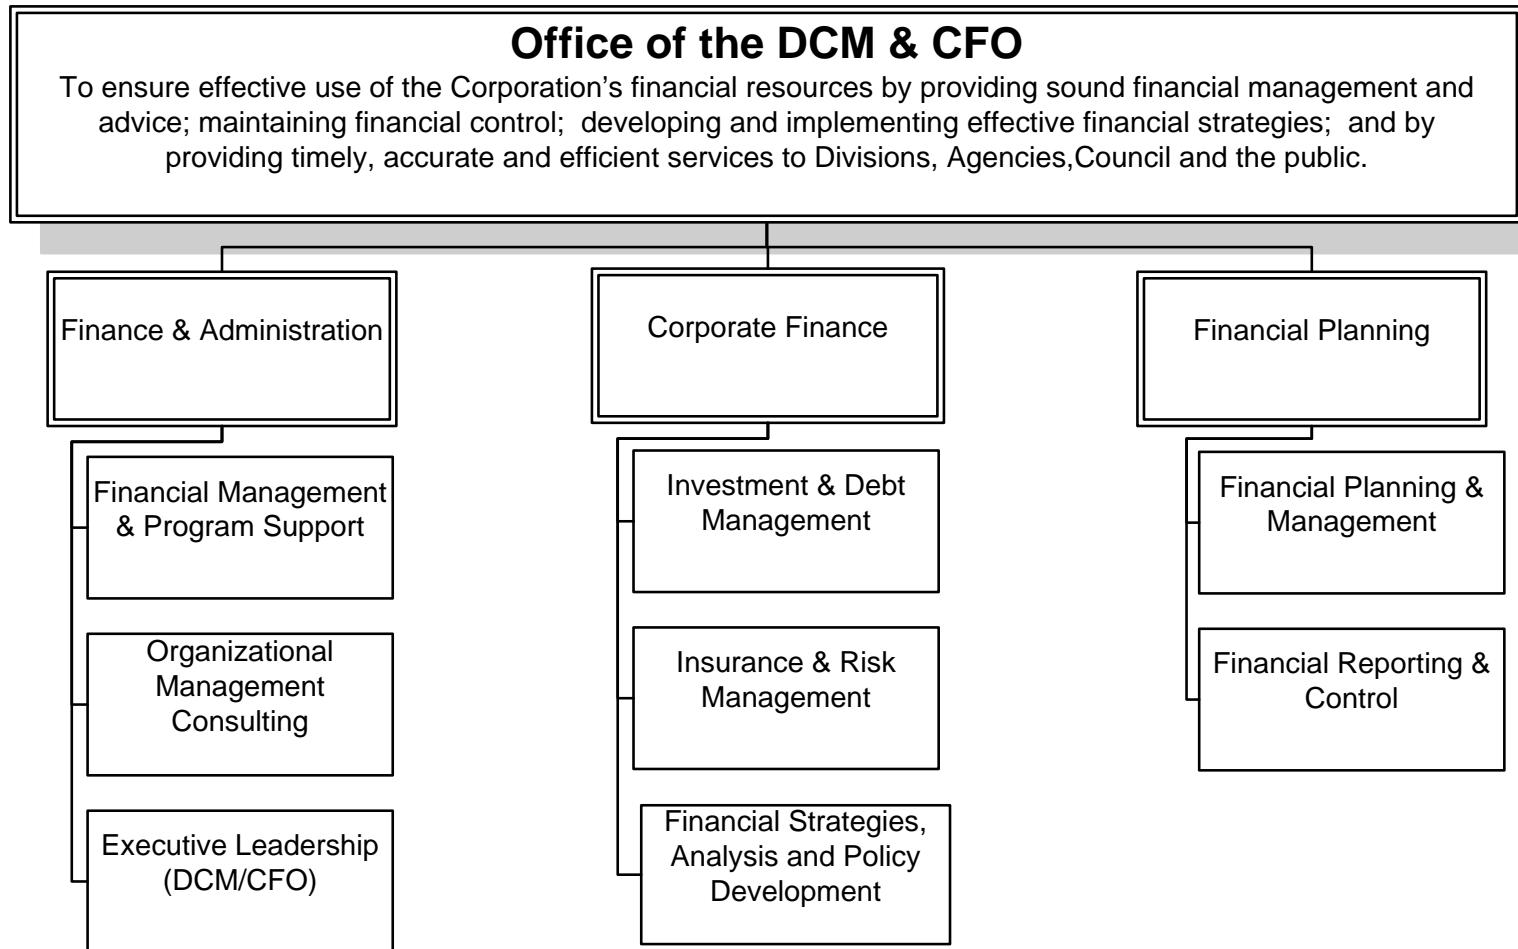 Office of the DCM & CFO
To ensure effective use of the Corporation's financial resources by providing sound financial management and
advice; maintaining financial control;  developing and implementing effective financial strategies;  and by
providing timely, accurate and efficient services to Divisions, Agencies,Council and the public.
Finance & Administration
Corporate Finance
Financial Planning
Financial Management
& Program Support
Organizational
Management
Consulting
Executive Leadership
(DCM/CFO)
Investment & Debt
Management
Insurance & Risk
Management
Financial Strategies,
Analysis and Policy
Development
Financial Planning &
Management
Financial Reporting &
Control